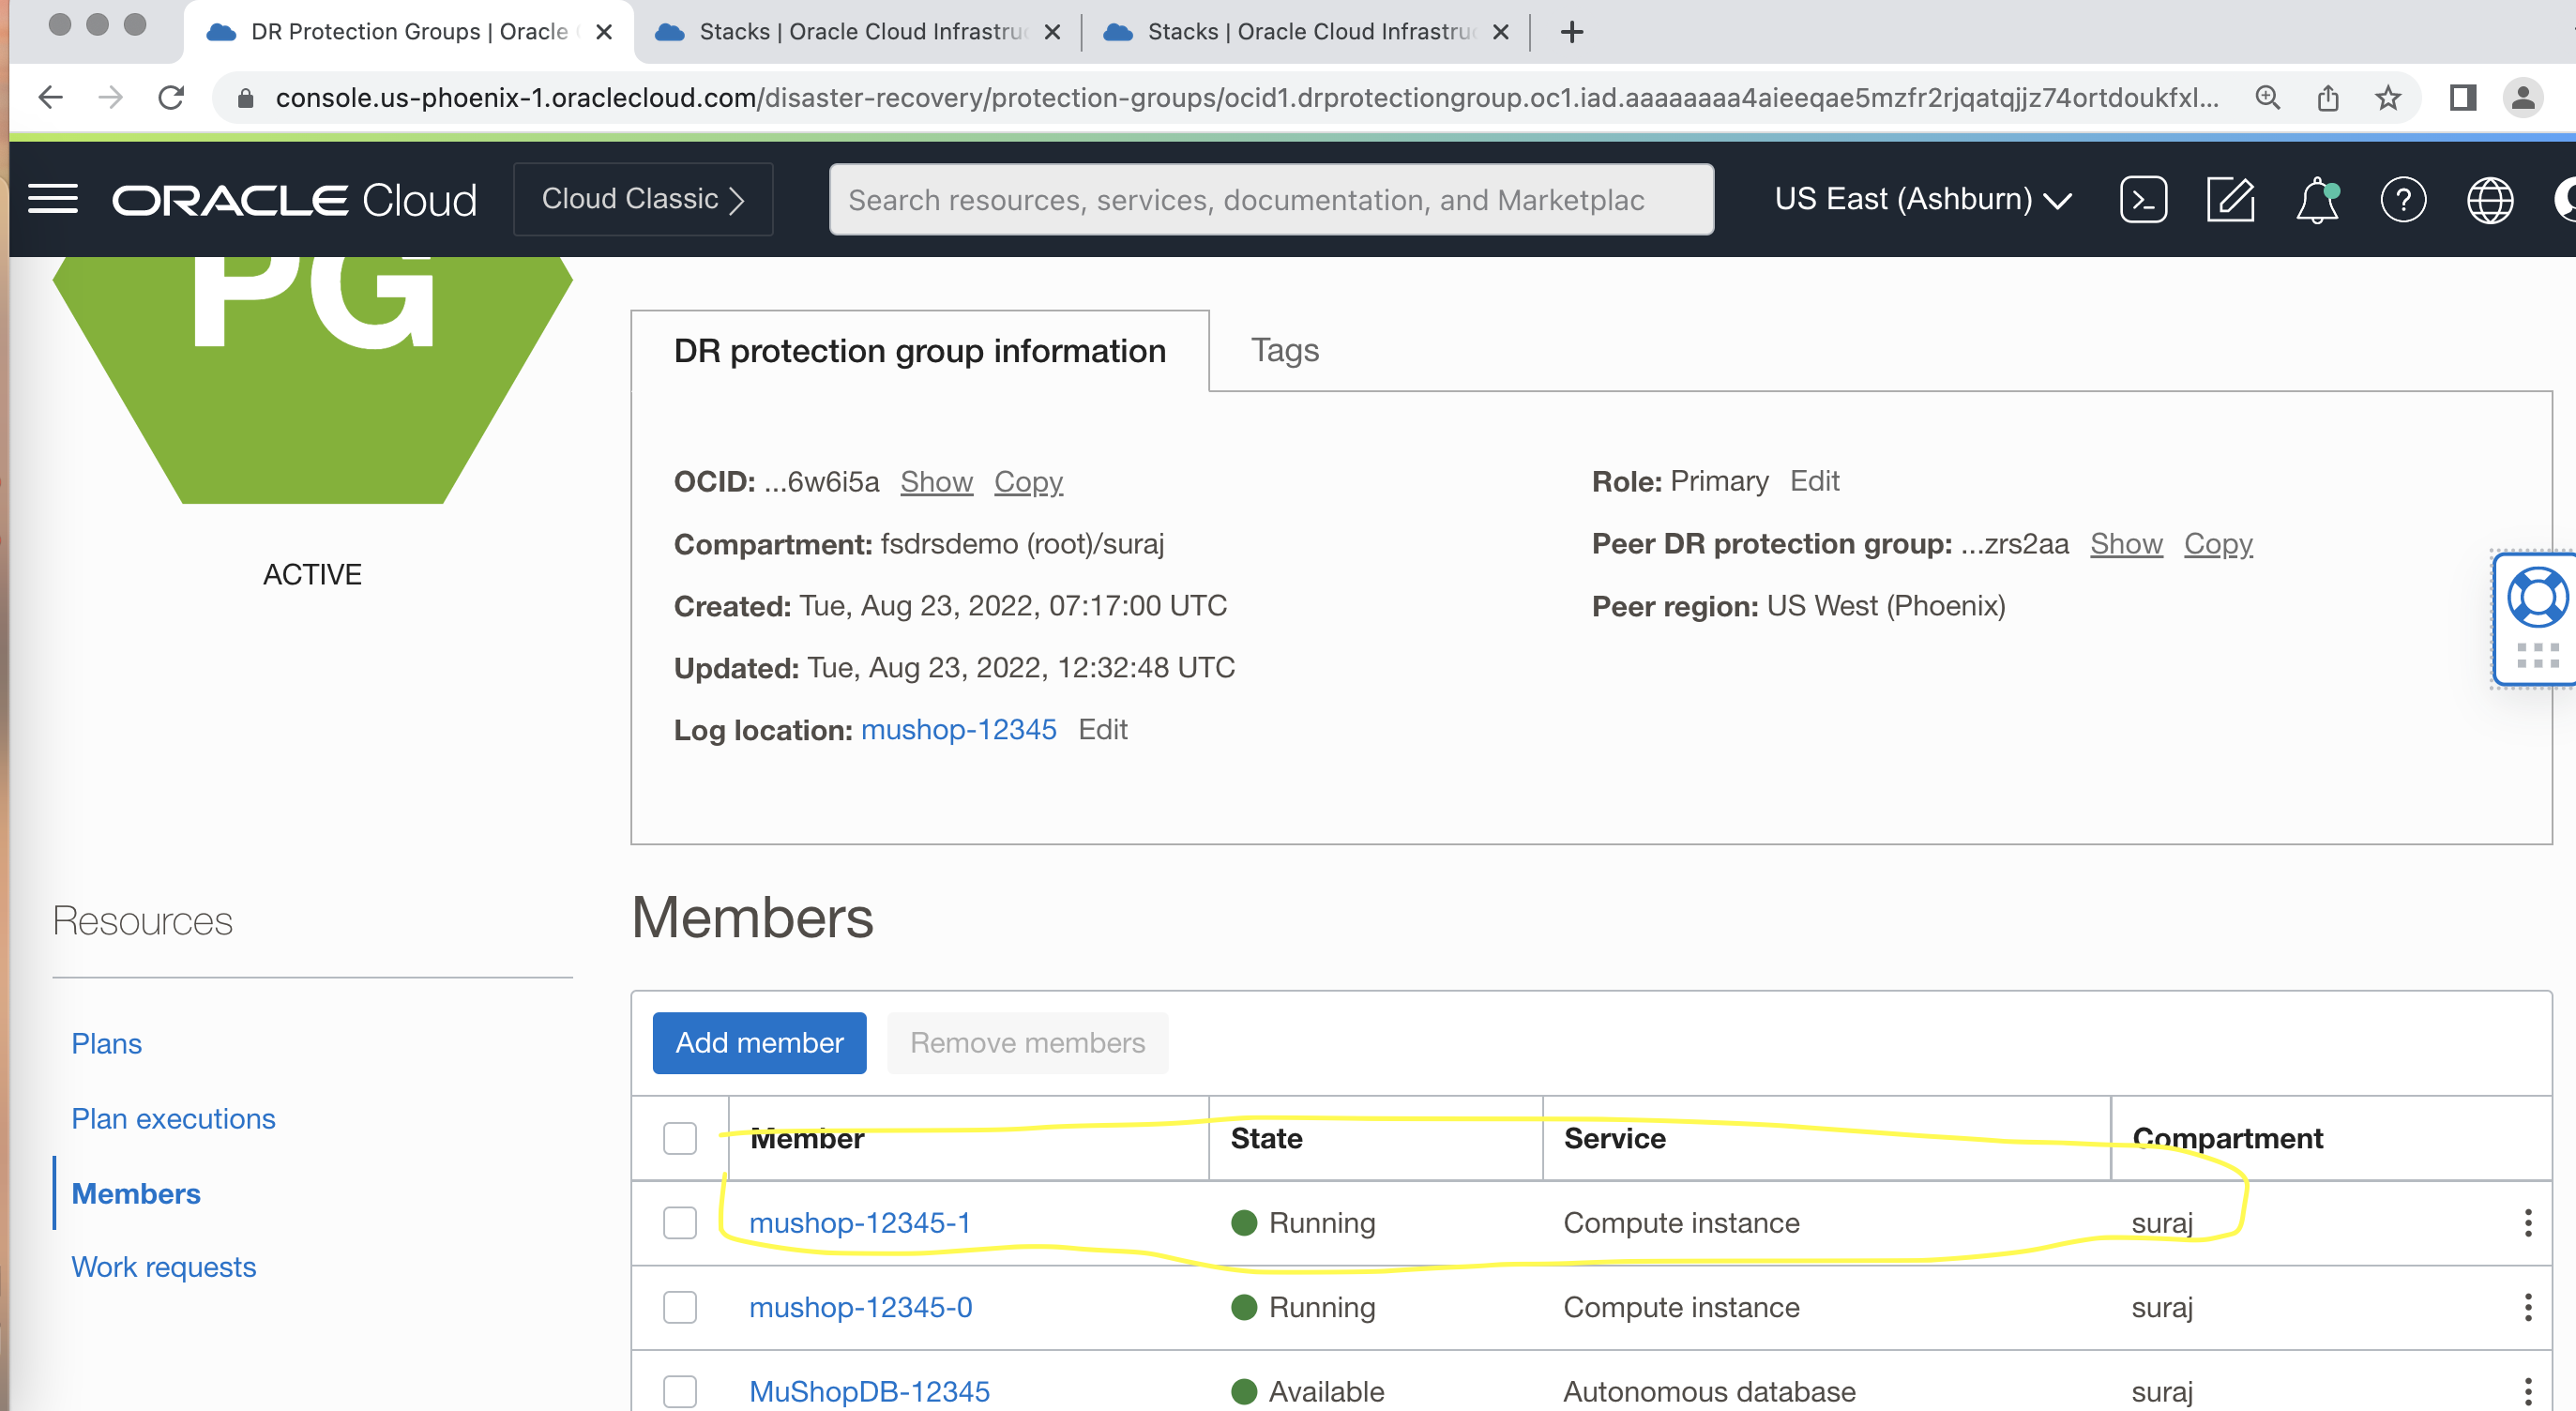 DR Protection Groups | Oracle
Stacks | Oracle Cloud Infrastru
Stacks | Oracle Cloud Infrastru
console.us-phoenix-1.oraclecloud.com/disaster-recovery/protection-groups/ocid1.drprotectiongroup.oc1.iad.aaaaaaaa4aieeqae5mzfr2rjqatqjjz74ortdoukfxl...
ORACLE Cloud
Cloud Classic
Search resources, services, documentation, and Marketplac
US East (Ashburn)
PG
ACTIVE
DR protection group information
Tags
OCID: ...6w6i5a Show Copy
Compartment: fsdrsdemo (root)/suraj
Created: Tue, Aug 23, 2022, 07:17:00 UTC
Updated: Tue, Aug 23, 2022, 12:32:48 UTC
Log location: mushop-12345 Edit
Role: Primary Edit
Peer DR protection group: ...zrs2aa Show Copy
Peer region: US West (Phoenix)
Resources
Plans
Plan executions
Members
Work requests
Members
Add member Remove members
Member State Service Compartment
mushop-12345-1 Running Compute instance suraj
mushop-12345-0 Running Compute instance suraj
MuShopDB-12345 Available Autonomous database suraj